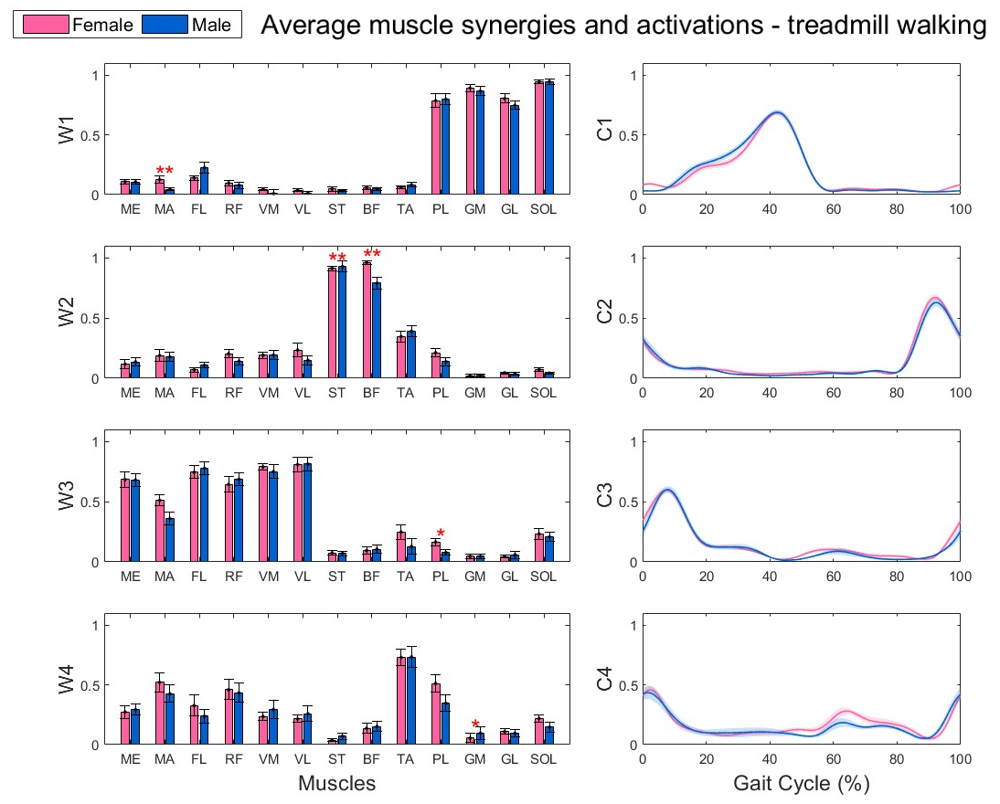 Female Male Average muscle synergies and activations - treadmill walking
W1
1
0.5
0
**
ME MA FL RF VM VL ST BF TA PL GM GL SOL
C1
1
0.5
0
0 20 40 60 80 100
W2
1
0.5
0
** **
ME MA FL RF VM VL ST BF TA PL GM GL SOL
C2
1
0.5
0
0 20 40 60 80 100
W3
1
0.5
0
*
ME MA FL RF VM VL ST BF TA PL GM GL SOL
C3
1
0.5
0
0 20 40 60 80 100
W4
1
0.5
0
*
ME MA FL RF VM VL ST BF TA PL GM GL SOL
Muscles
C4
1
0.5
0
0 20 40 60 80 100
Gait Cycle (%)